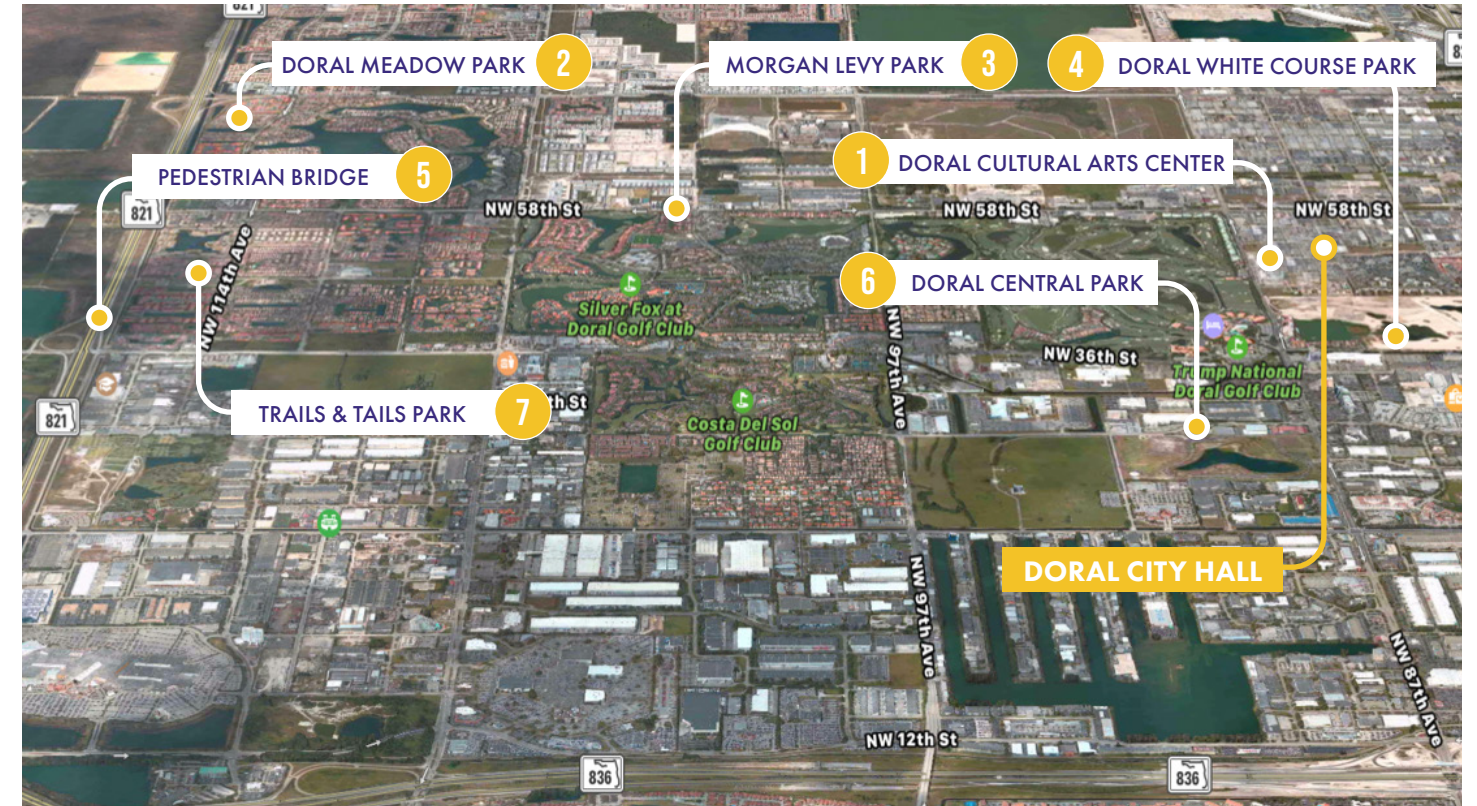 821
DORAL MEADOW PARK 2
MORGAN LEVY PARK 3
4 DORAL WHITE COURSE PARK
PEDESTRIAN BRIDGE 5
1 DORAL CULTURAL ARTS CENTER
821
NW 58th St
NW 58th St
NW 58th St
NW 114th Ave
6 DORAL CENTRAL PARK
Silver Fox at
Doral Golf Club
NW 97th Ave
NW 36th St
Trump National
Doral Golf Club
TRAILS & TAILS PARK 7
th St
821
Costa Del Sol
Golf Club
DORAL CITY HALL
NW 97th Ave
NW 87th Ave
NW 12th St
836
836